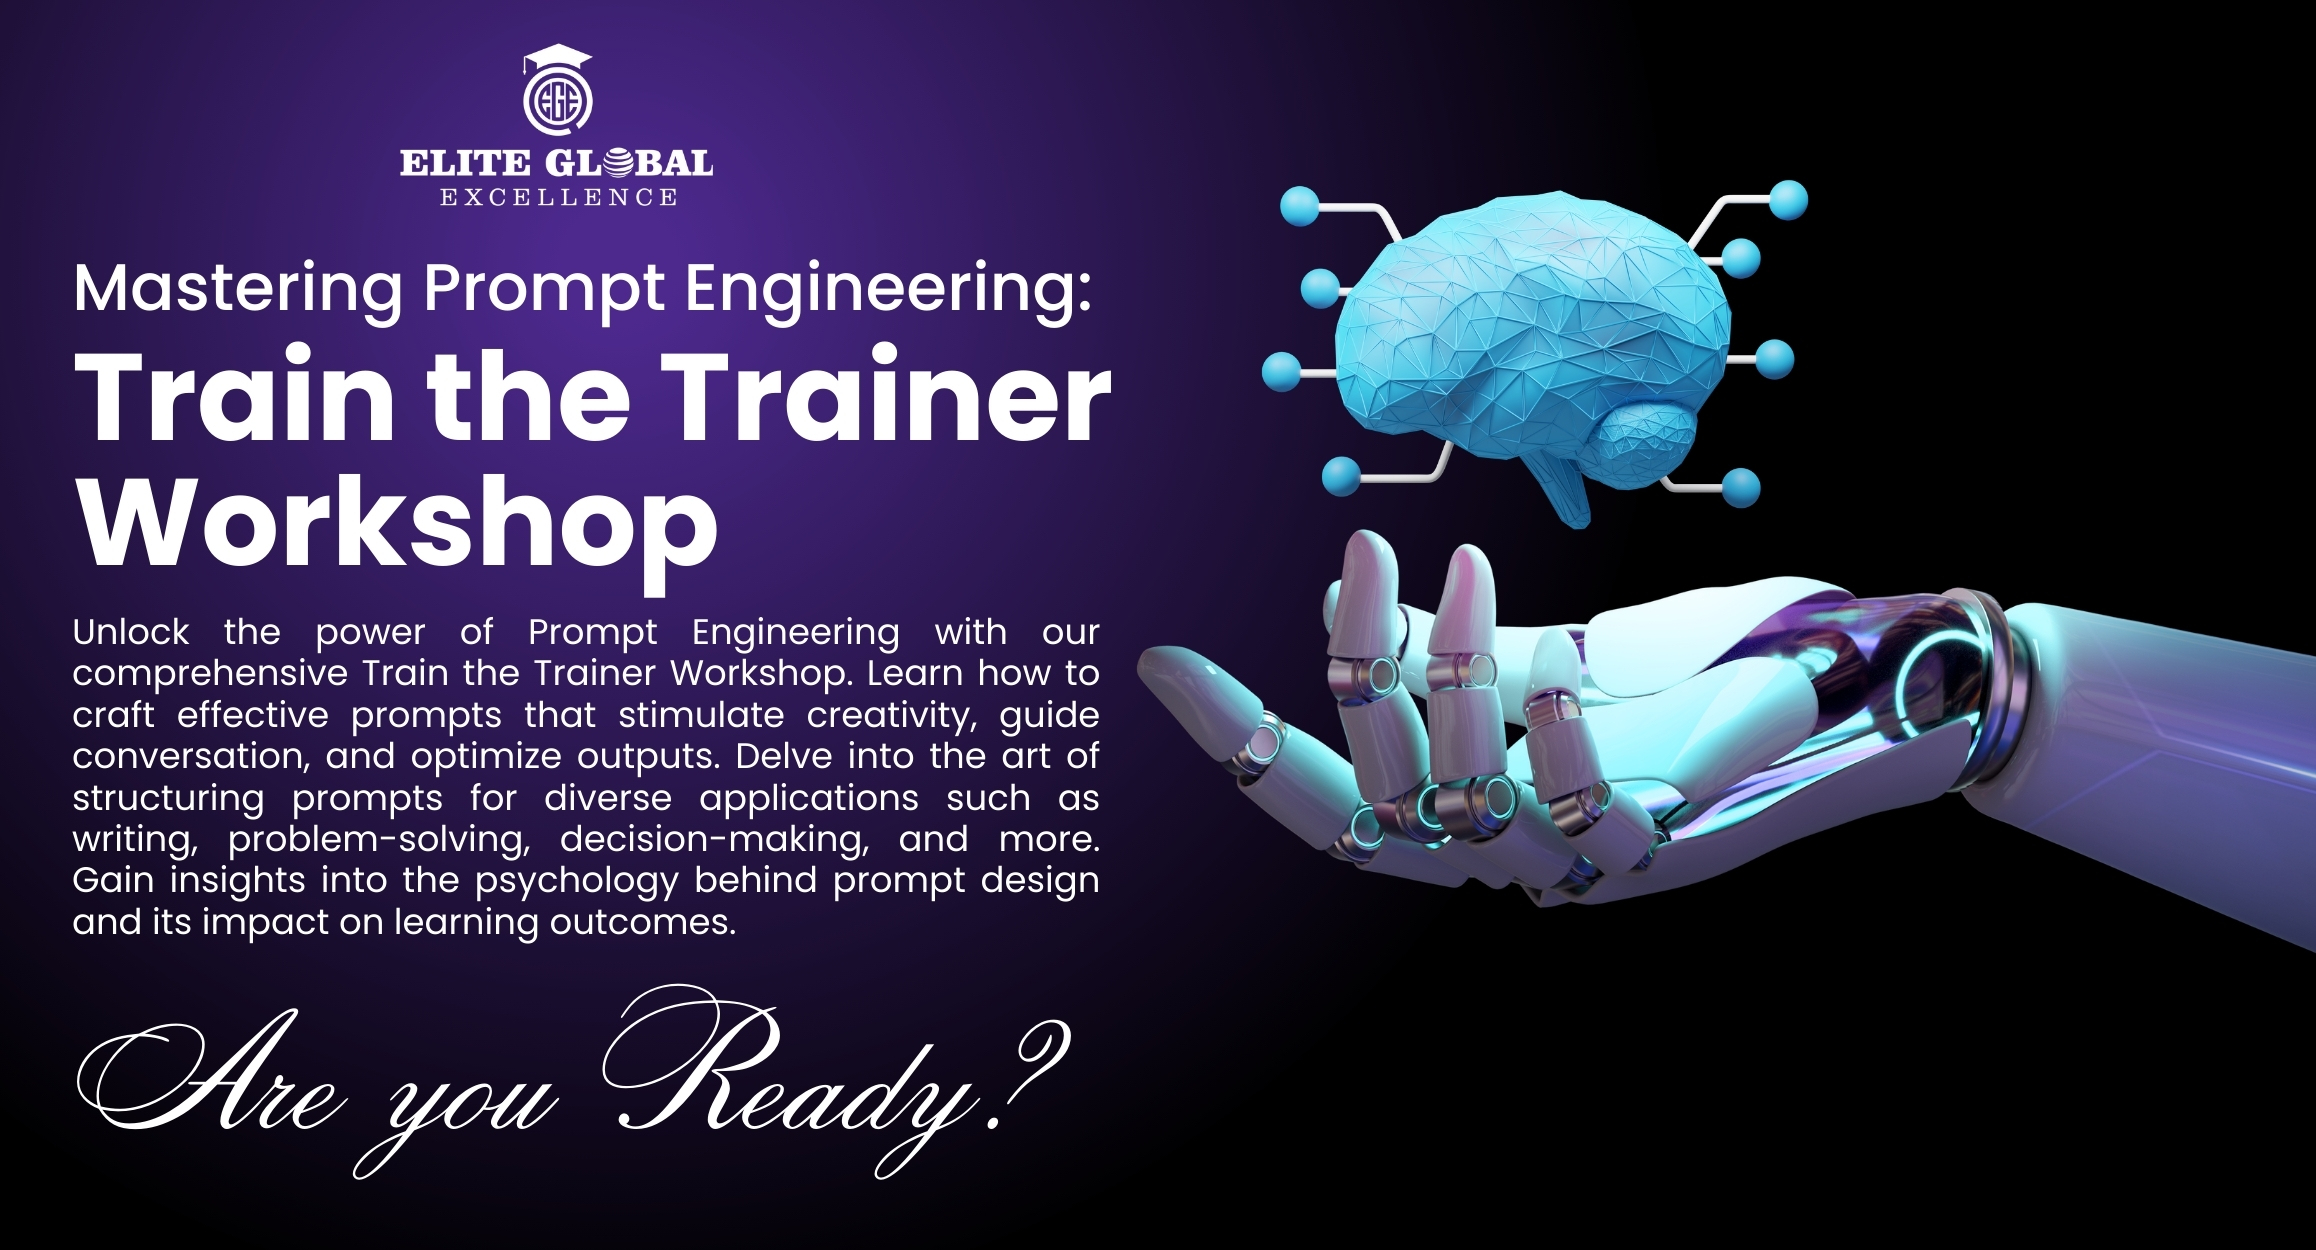 EGE
ELITE GLOBAL
EXCELLENCE
Mastering Prompt Engineering:
Train the Trainer
Workshop
Unlock the power of Prompt Engineering with our
comprehensive Train the Trainer Workshop. Learn how to
craft effective prompts that stimulate creativity, guide
conversation, and optimize outputs. Delve into the art of
structuring prompts for diverse applications such as
writing, problem-solving, decision-making, and more.
Gain insights into the psychology behind prompt design
and its impact on learning outcomes.
Are you Ready?